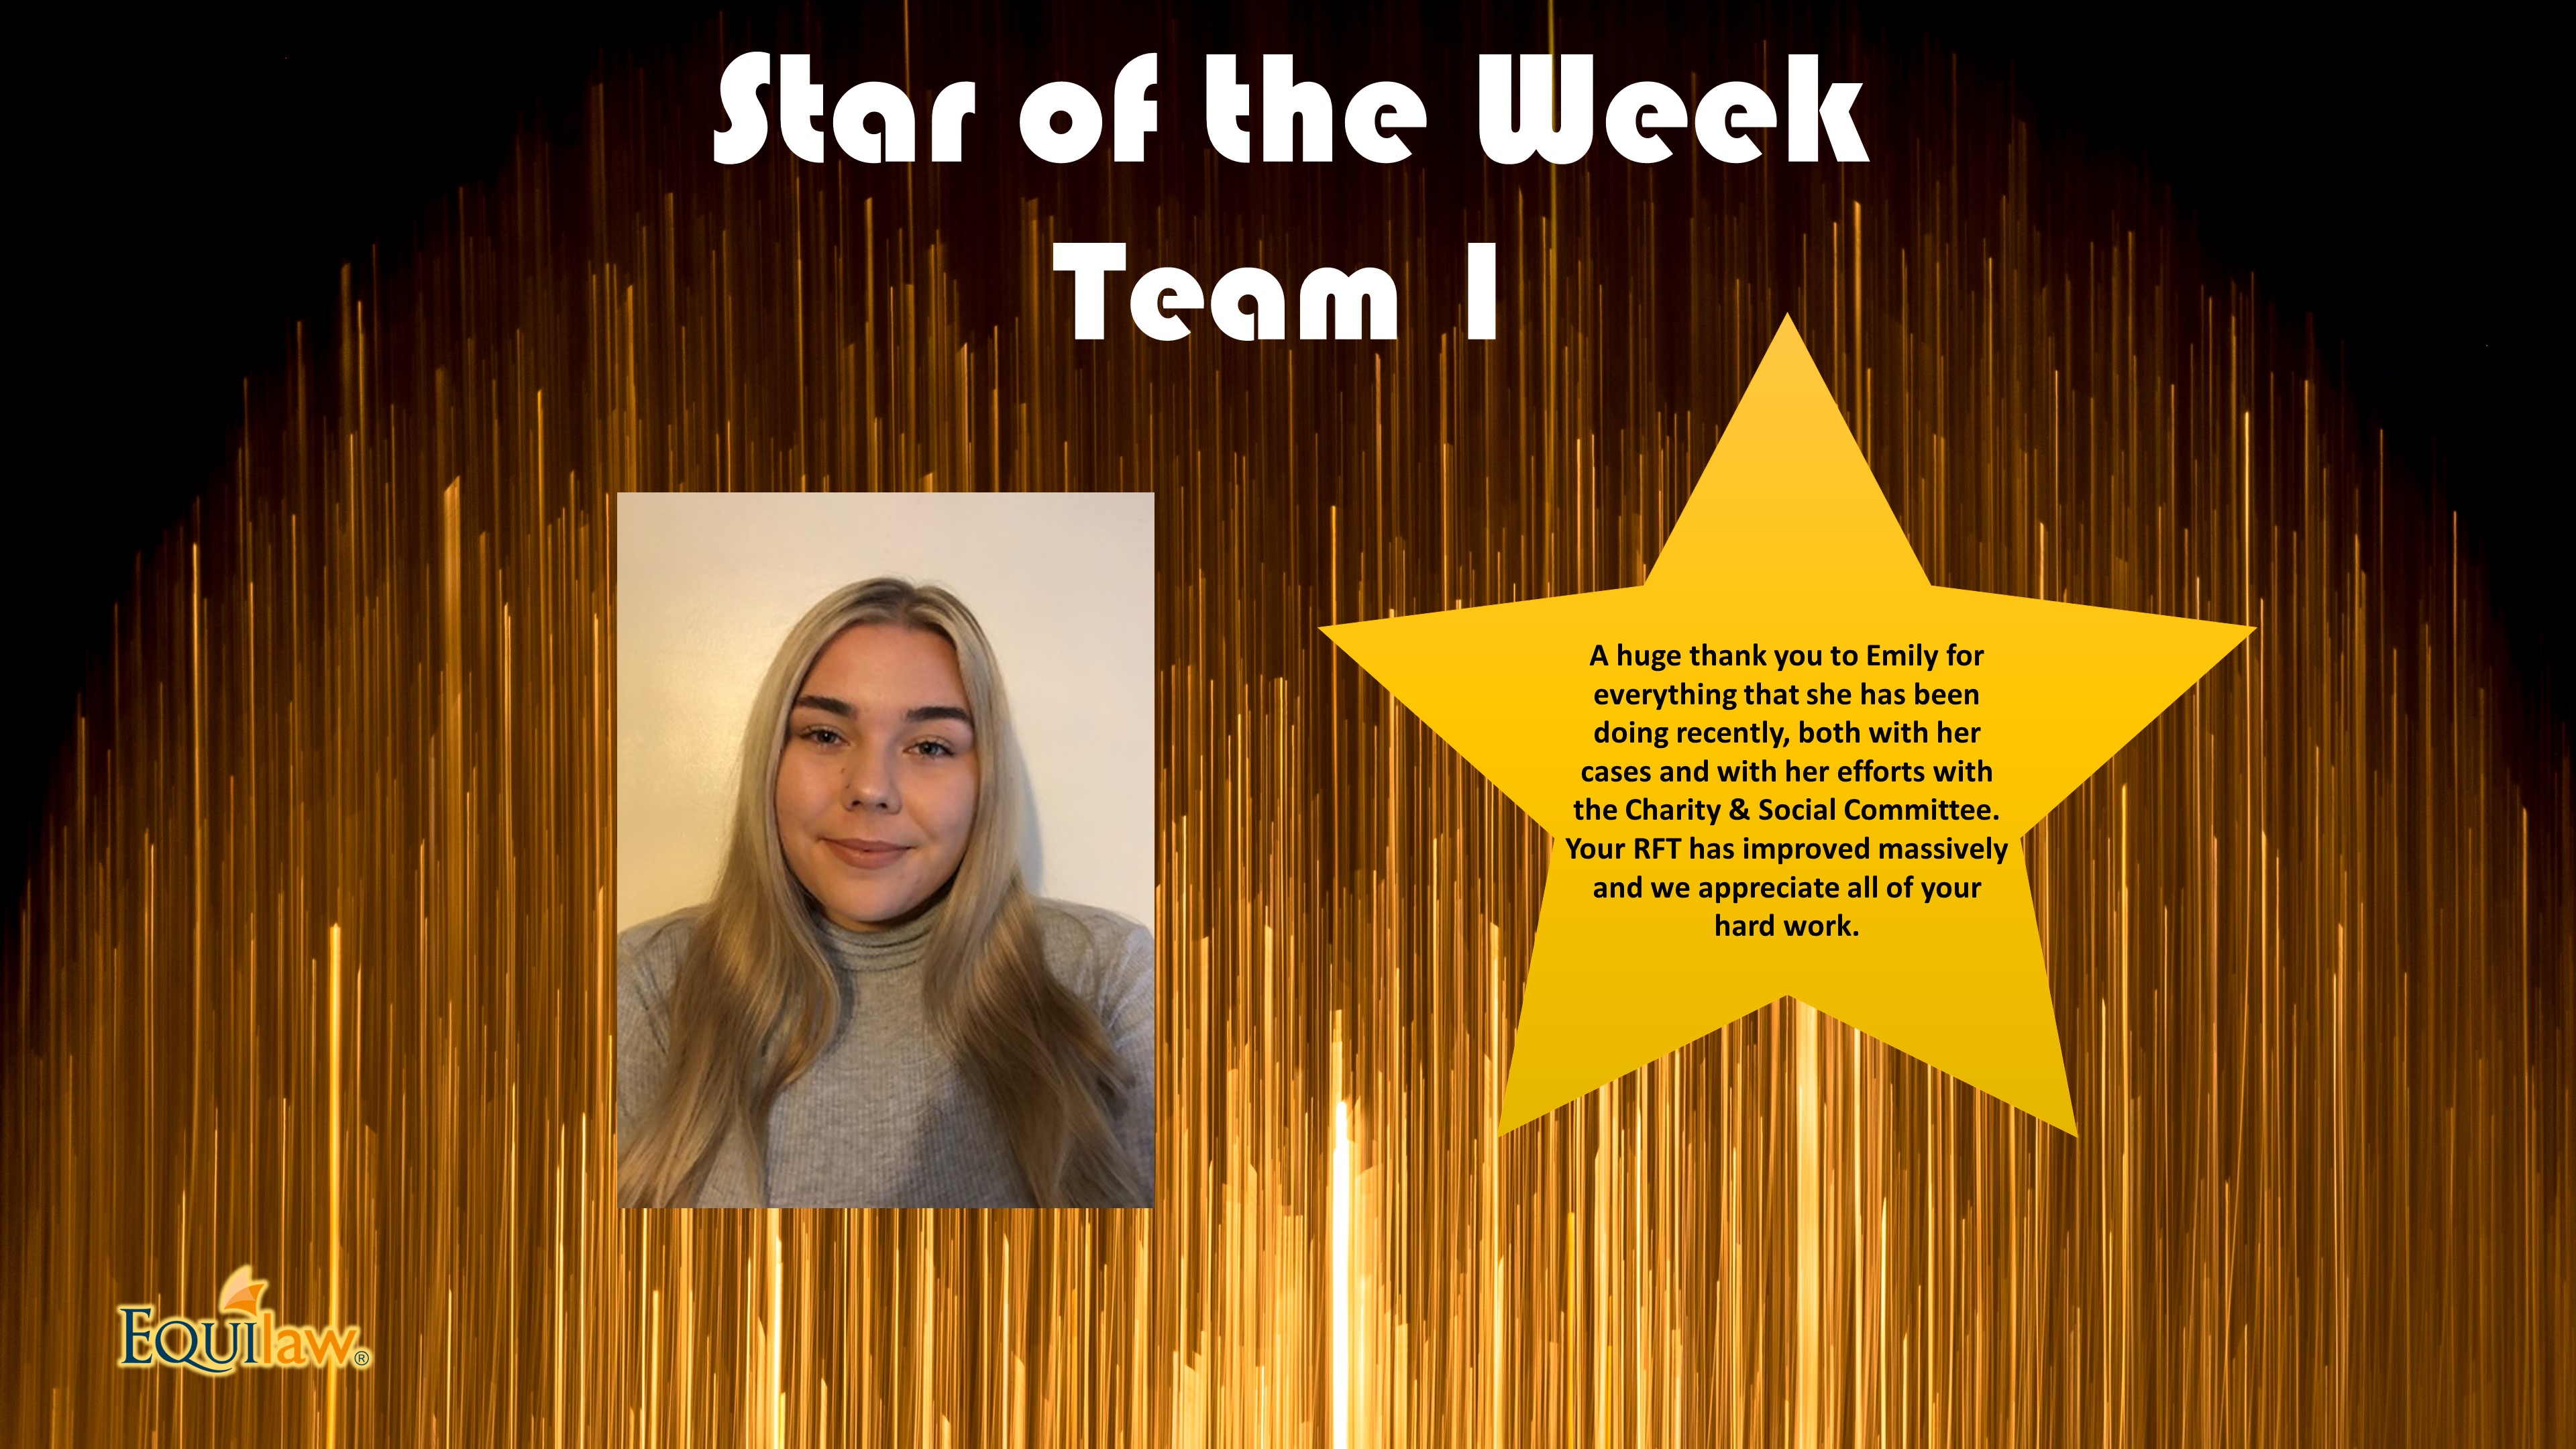 Star of the Week
Team 1
A huge thank you to Emily for
everything that she has been
doing recently, both with her
cases and with her efforts with
the Charity & Social Committee.
Your RFT has improved massively
and we appreciate all of your
hard work.
EQUIlaw®